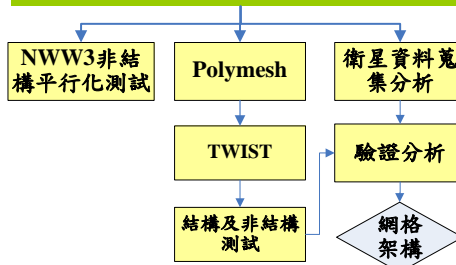 NWW3非結
構平行化測試
Polymesh
衛星資料蒐
集分析
TWIST
驗證分析
結構及非結構
測試
網格
架構